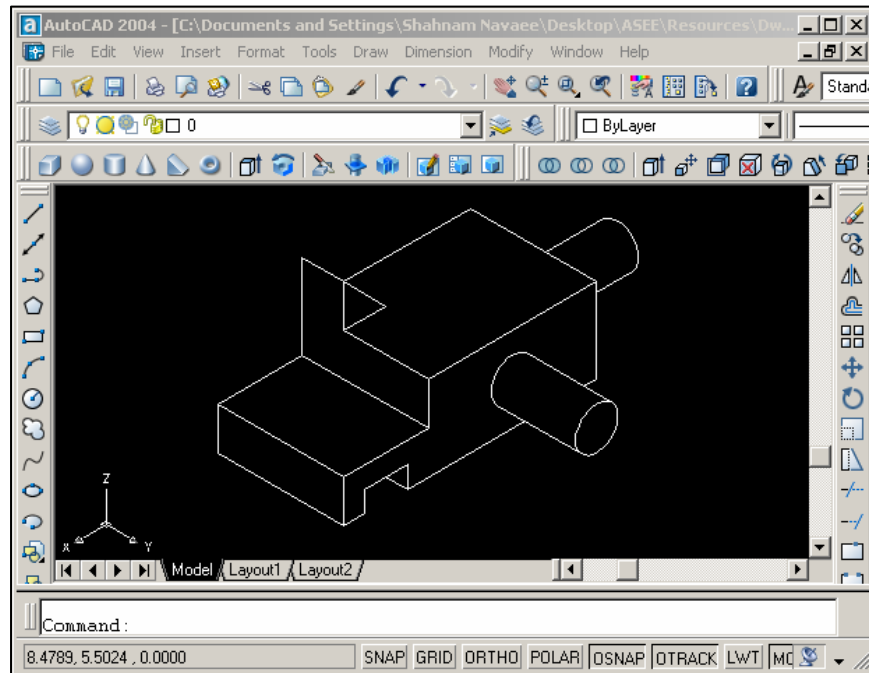 AutoCAD 2004 - [C:\Documents and Settings\Shahnam Navaee\Desktop\ASEE\Resources\Dw...
File Edit View Insert Format Tools Draw Dimension Modify Window Help
Standa
0 ByLayer
Z
X Y
Model Layout1 Layout2
Command:
8.4789, 5.5024 , 0.0000 SNAP GRID ORTHO POLAR OSNAP OTRACK LWT MO